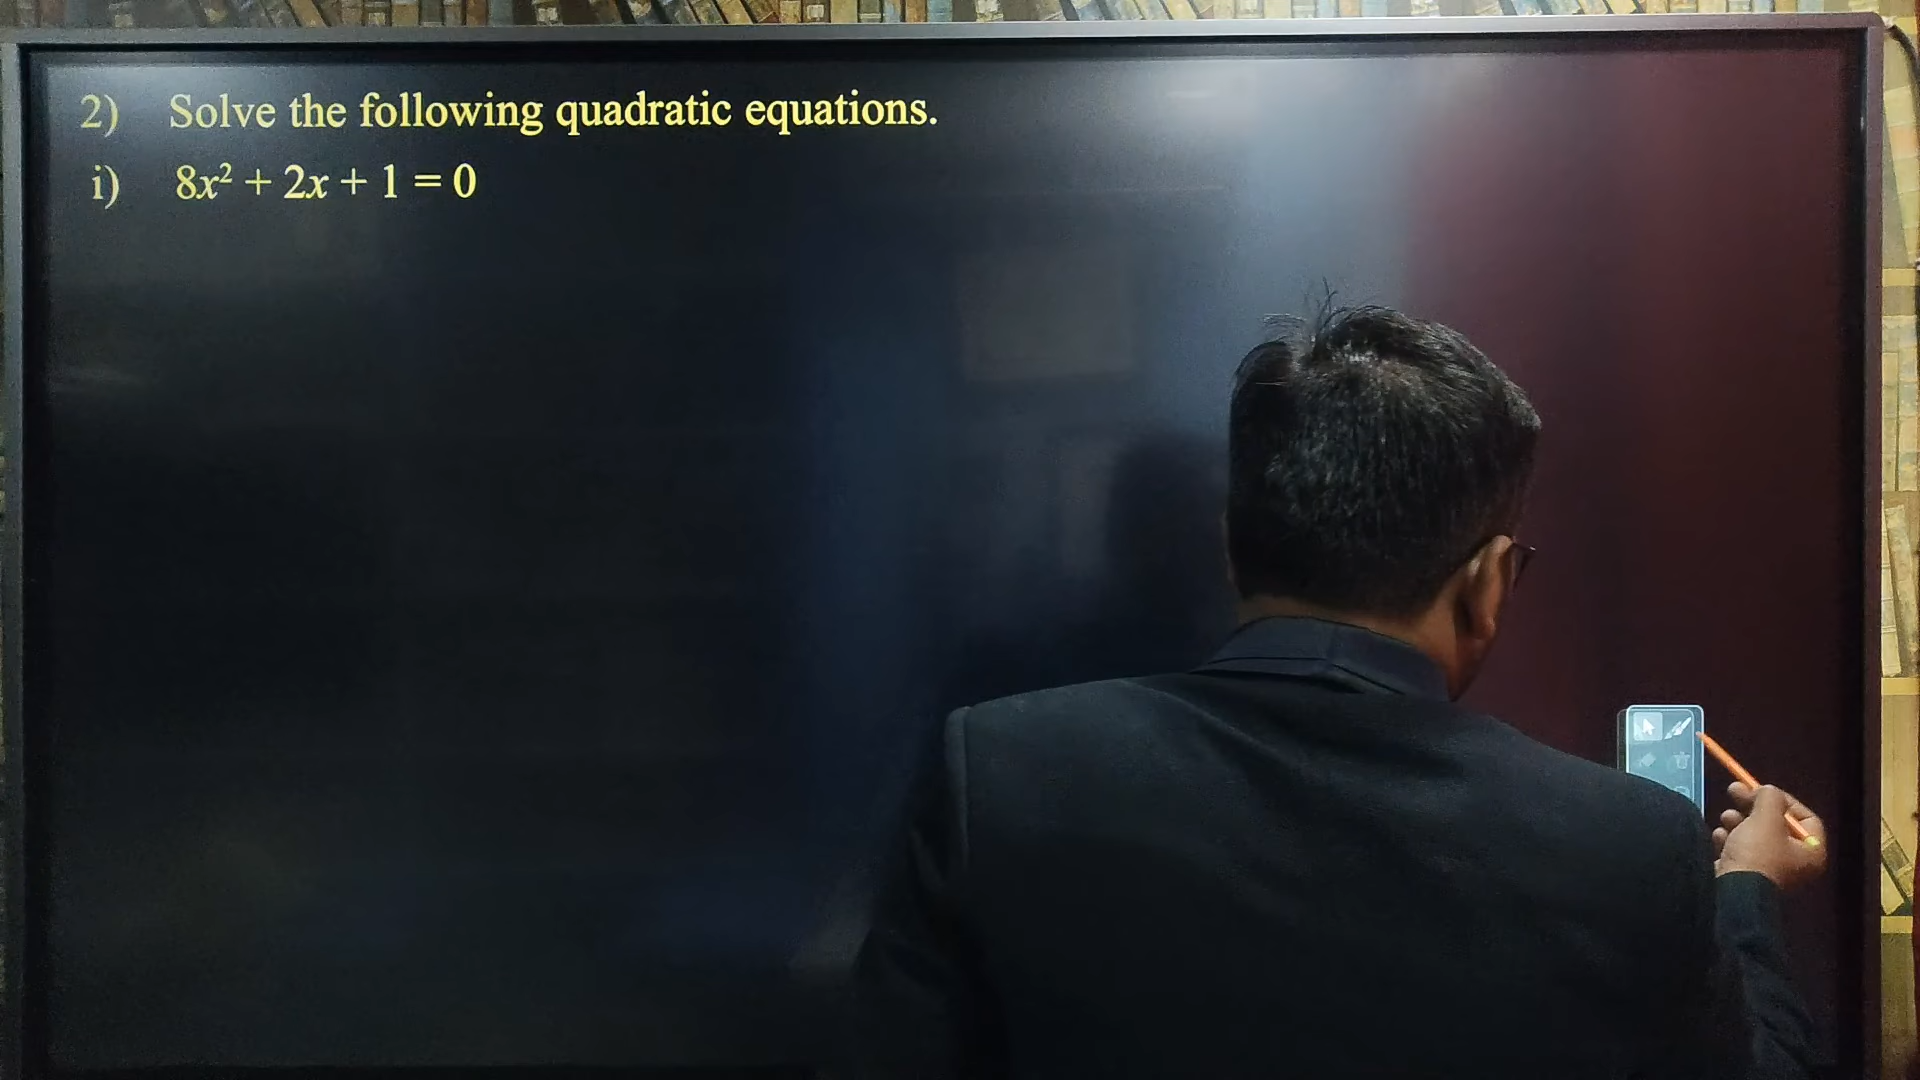 2) Solve the following quadratic equations.
i) 8x² + 2x + 1 = 0